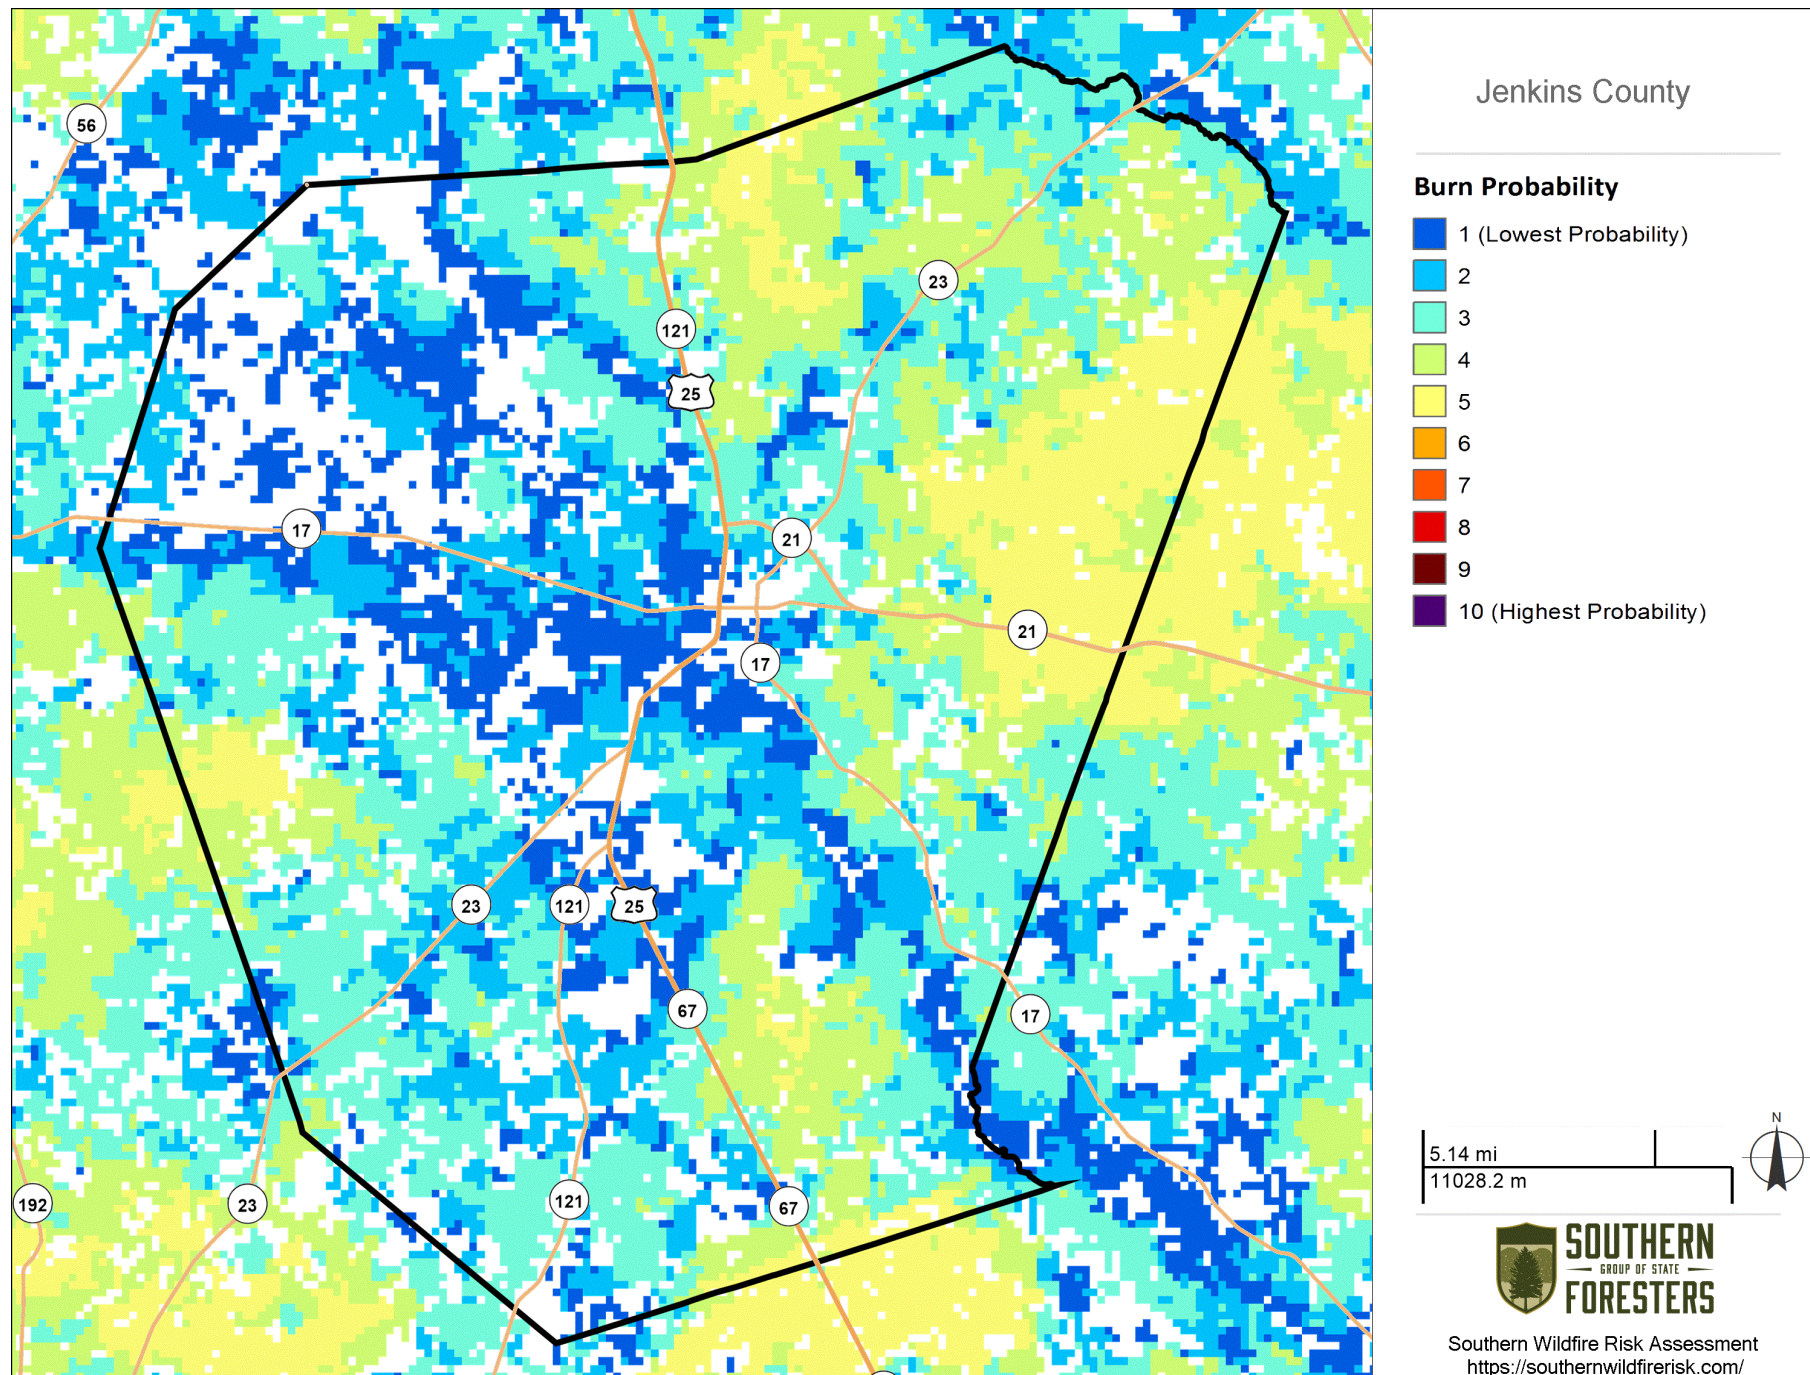 Jenkins County
Burn Probability
1 (Lowest Probability)
2
3
4
5
6
7
8
9
10 (Highest Probability)
56
23
121
25
17
21
21
17
23
121
25
67
17
192
23
121
67
N
5.14 mi
11028.2 m
SOUTHERN
GROUP OF STATE
FORESTERS
Southern Wildfire Risk Assessment
https://southernwildfirerisk.com/